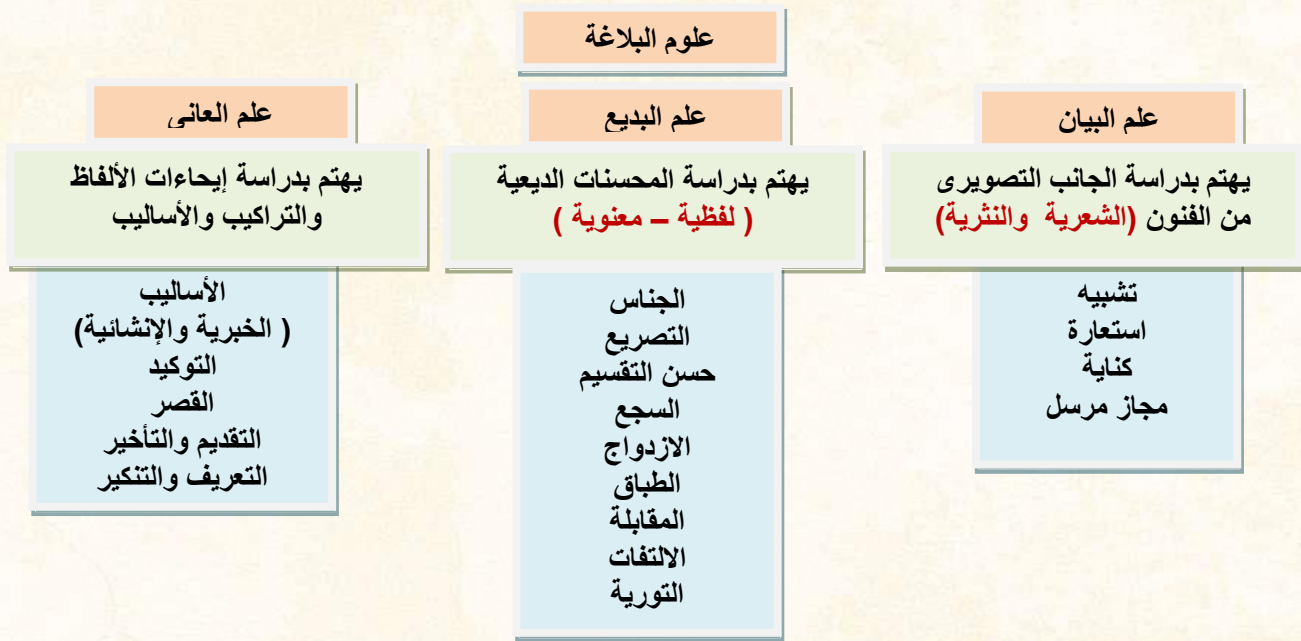 علوم البلاغة
علم البيان
يهتم بدراسة الجانب التصويرى
من الفنون (الشعرية والنثرية)
تشبيه
استعارة
كناية
مجاز مرسل
علم البديع
يهتم بدراسة المحسنات الديعية
( لفظية – معنوية )
الجناس
التصريع
حسن التقسيم
السجع
الازدواج
الطباق
المقابلة
الالتفات
التورية
علم العانى
يهتم بدراسة إيحاءات الألفاظ
والتراكيب والأساليب
الأساليب
( الخبرية والإنشائية)
التوكيد
القصر
التقديم والتأخير
التعريف والتنكير